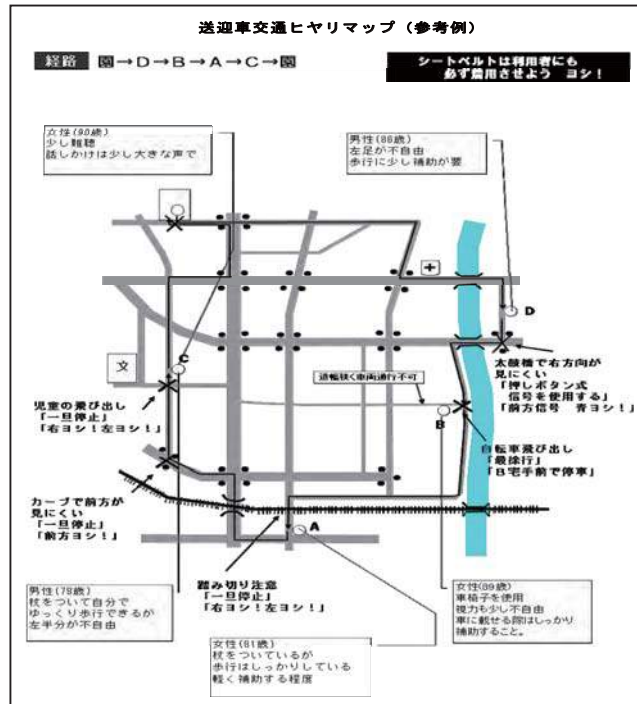 送迎車交通ヒヤリマップ（参考例）
経路 園→D→B→A→C→園
シートベルトは利用者にも
必ず着用させよう ヨシ！
女性(90歳)
少し難聴
話しかけは少し大きな声で
男性(86歳)
左足が不自由
歩行に少し補助が要
D
太鼓橋で右方向が
見にくい
「押しボタン式
信号を使用する」
「前方信号 青ヨシ！」
文
C
道幅狭く車両通行不可
B
児童の飛び出し
「一旦停止」
「右ヨシ！左ヨシ！」
自転車飛び出し
「最徐行」
「B宅手前で停車」
カーブで前方が
見にくい
「一旦停止」
「前方ヨシ！」
A
踏み切り注意
「一旦停止」
「右ヨシ！左ヨシ！」
男性(78歳)
杖をついて自分で
ゆっくり歩行できるが
左半分が不自由
女性(81歳)
杖をついているが
歩行はしっかりしている
軽く補助する程度
女性(89歳)
車椅子を使用
視力も少し不自由
車に載せる際はしっかり
補助すること。